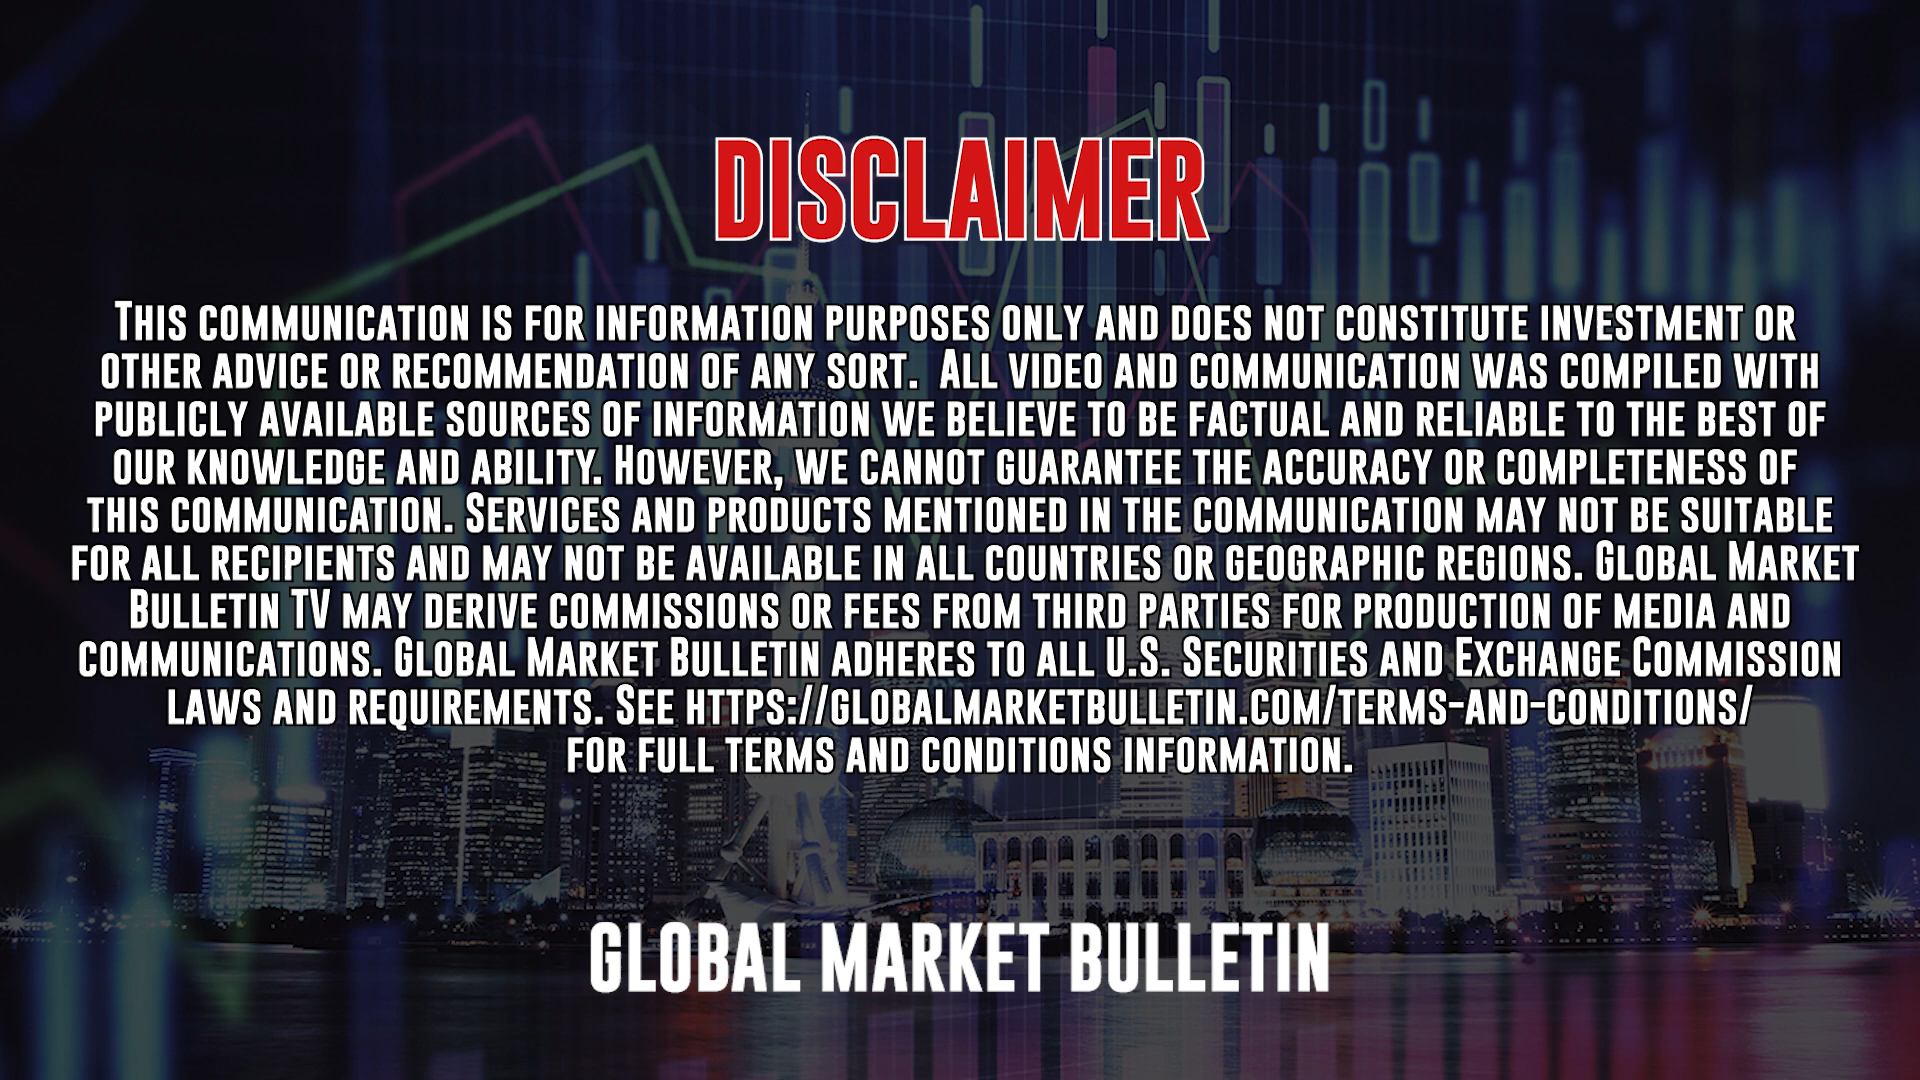 DISCLAIMER
This communication is for information purposes only and does not constitute investment or
other advice or recommendation of any sort.  All video and communication was compiled with
publicly available sources of information we believe to be factual and reliable to the best of
our knowledge and ability. However, we cannot guarantee the accuracy or completeness of
this communication. Services and products mentioned in the communication may not be suitable
for all recipients and may not be available in all countries or geographic regions. Global Market
Bulletin TV may derive commissions or fees from third parties for production of media and
communications. Global Market Bulletin adheres to all U.S. Securities and Exchange Commission
laws and requirements. See https://globalmarketbulletin.com/terms-and-conditions/
for full terms and conditions information.
GLOBAL MARKET BULLETIN